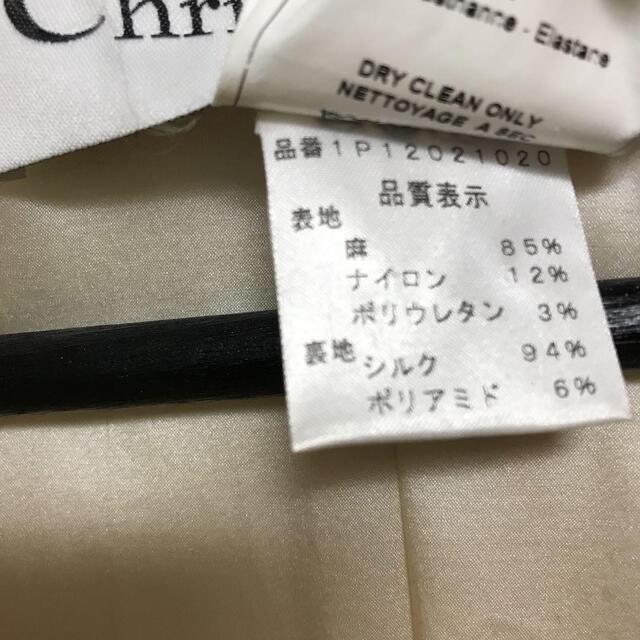 Chri
Elastane
DRY CLEAN ONLY
NETTOYAGE A SEC
品番1P12021020
品質表示
表地
麻 85%
ナイロン 12%
ポリウレタン 3%
裏地 シルク 94%
ポリアミド 6%